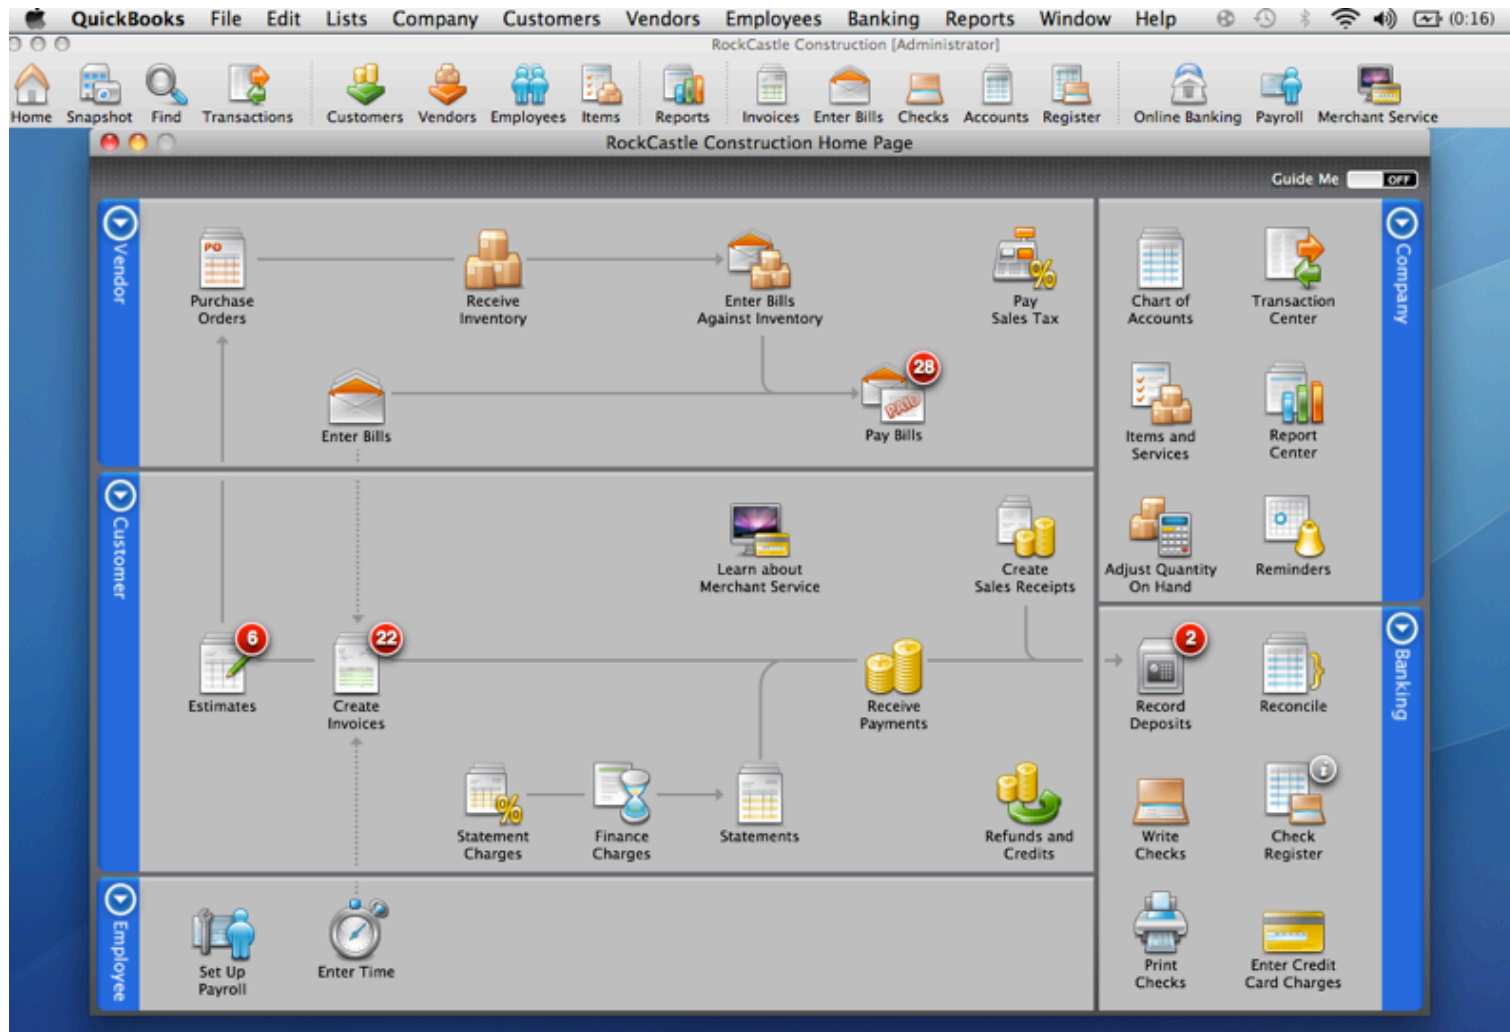 QuickBooks File Edit Lists Company Customers Vendors Employees Banking Reports Window Help (0:16)
RockCastle Construction [Administrator]
Home Snapshot Find Transactions Customers Vendors Employees Items Reports Invoices Enter Bills Checks Accounts Register Online Banking Payroll Merchant Service
RockCastle Construction Home Page
Guide Me OFF
Vendor
PO
Purchase
Orders
Receive
Inventory
Enter Bills
Against Inventory
%
Pay
Sales Tax
Enter Bills
28
PAID
Pay Bills
Customer
Learn about
Merchant Service
Create
Sales Receipts
6
Estimates
22
Create
Invoices
Receive
Payments
%
Statement
Charges
Finance
Charges
Statements
Refunds and
Credits
Employee
Set Up
Payroll
Enter Time
Company
Chart of
Accounts
Transaction
Center
Items and
Services
Report
Center
Adjust Quantity
On Hand
Reminders
Banking
2
Record
Deposits
}
Reconcile
Write
Checks
i
Check
Register
Print
Checks
Enter Credit
Card Charges